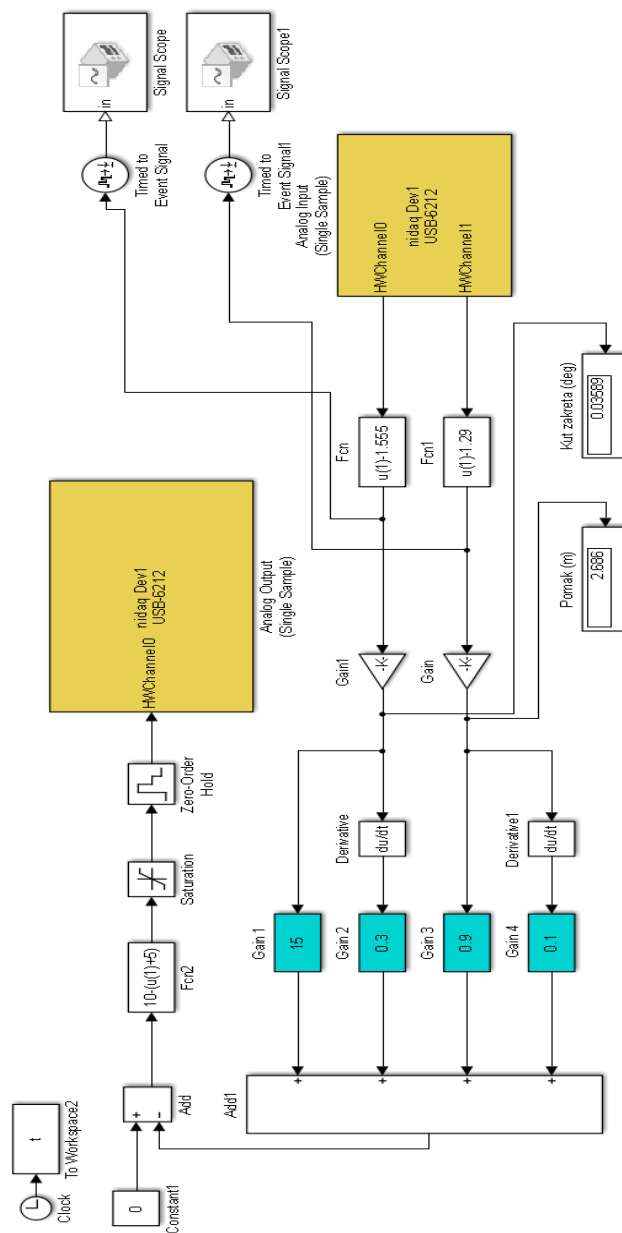 Clock
t
To Workspace2
0
Constant1
+
−
Add
10-(u(1)+5)
Fcn2
Saturation
Zero-Order
Hold
HWChannel0
nidaq Dev1
USB-6212
Analog Output
(Single Sample)
in
Signal Scope
Timed to
Event Signal
in
Signal Scope1
Timed to
Event Signal1
Analog Input
(Single Sample)
HWChannel0
nidaq Dev1
USB-6212
HWChannel1
Fcn
u(1)-1.555
Fcn1
u(1)-1.29
Gain1
-K-
Gain
-K-
Derivative
du/dt
Derivative1
du/dt
Gain 1
15
Gain 2
0.3
Gain 3
0.9
Gain 4
0.1
Add1
+
+
+
+
Kut zakreta (deg)
0.03589
Pomak (m)
2.686